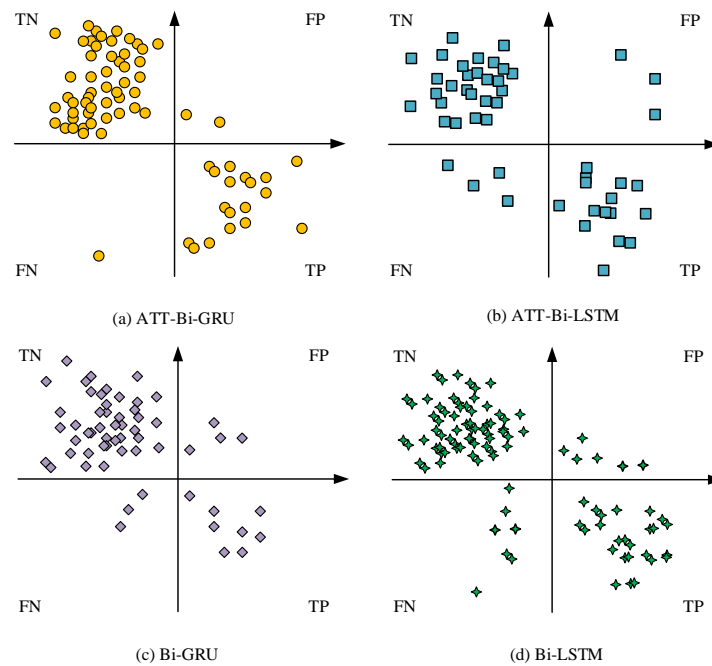 TN FP
FN TP
(a) ATT-Bi-GRU
TN FP
FN TP
(b) ATT-Bi-LSTM
TN FP
FN TP
(c) Bi-GRU
TN FP
FN TP
(d) Bi-LSTM